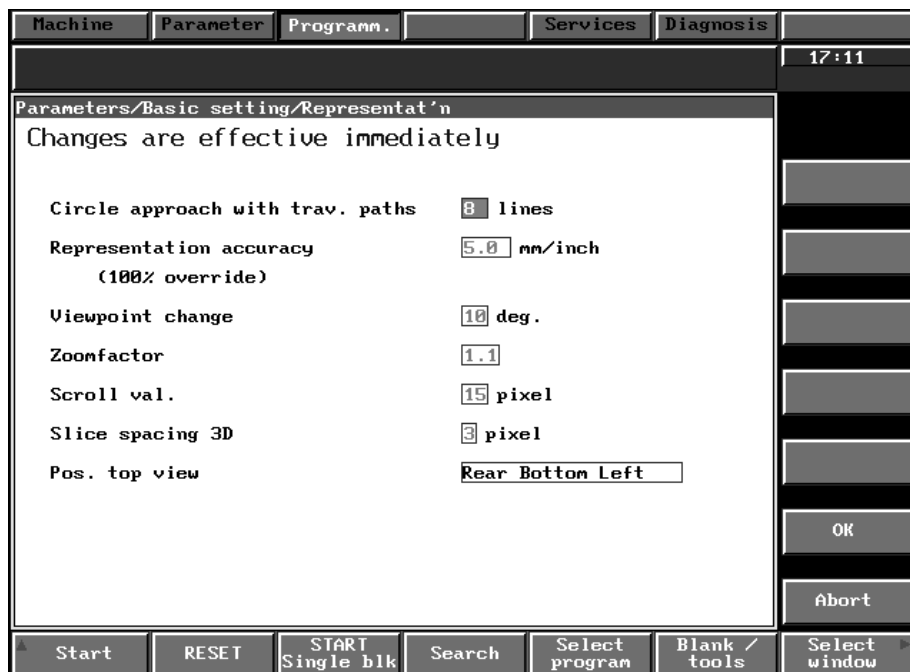 Machine Parameter Programm. Services Diagnosis
17:11
Parameters/Basic setting/Representat'n
Changes are effective immediately
Circle approach with trav. paths 8 lines
Representation accuracy 5.0 mm/inch
(100% override)
Viewpoint change 10 deg.
Zoomfactor 1.1
Scroll val. 15 pixel
Slice spacing 3D 3 pixel
Pos. top view Rear Bottom Left
OK
Abort
Start RESET START Single blk Search Select program Blank / tools Select window